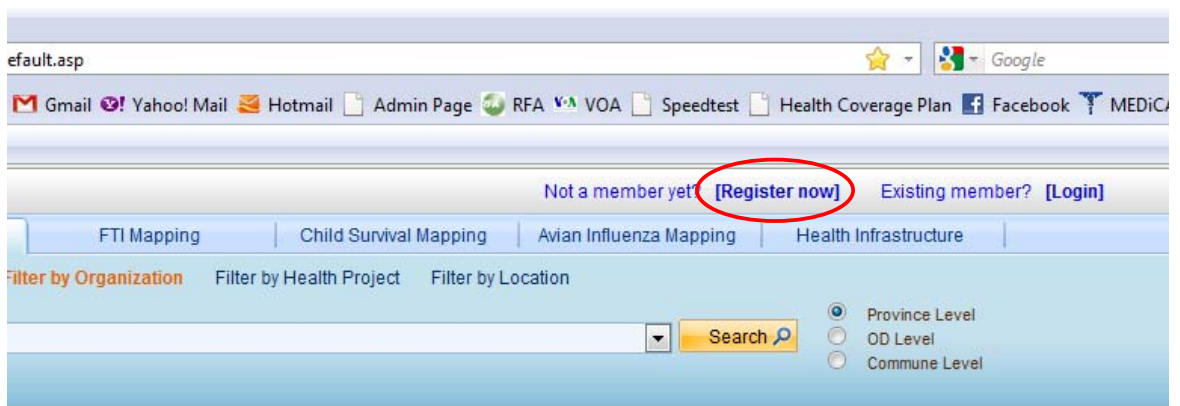 efault.asp Google
Gmail Yahoo! Mail Hotmail Admin Page RFA VOA Speedtest Health Coverage Plan Facebook MEDiCA
Not a member yet? [Register now] Existing member? [Login]
FTI Mapping Child Survival Mapping Avian Influenza Mapping Health Infrastructure
Filter by Organization Filter by Health Project Filter by Location
Province Level
Search OD Level
Commune Level